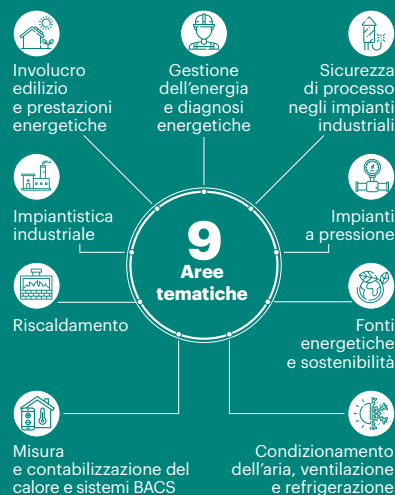 Involucro
edilizio
e prestazioni
energetiche
Gestione
dell'energia
e diagnosi
energetiche
Sicurezza
di processo
negli impianti
industriali
Impiantistica
industriale
9
Aree
tematiche
Impianti
a pressione
Riscaldamento
Fonti
energetiche
e sostenibilità
Misura
e contabilizzazione del
calore e sistemi BACS
Condizionamento
dell'aria, ventilazione
e refrigerazione